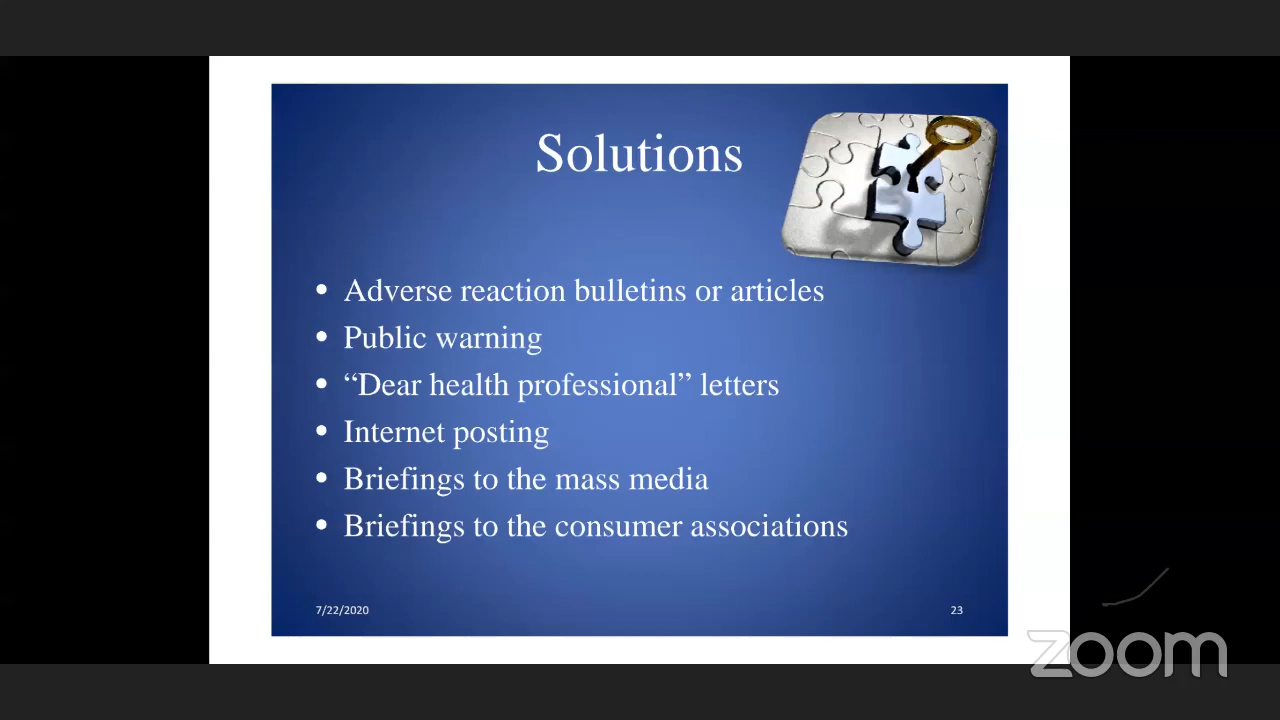 Solutions
• Adverse reaction bulletins or articles
• Public warning
• “Dear health professional” letters
• Internet posting
• Briefings to the mass media
• Briefings to the consumer associations
7/22/2020
23
zoom